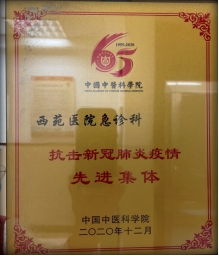 1955-2020
65
中国中医科学院
西苑医院急诊科
抗击新冠肺炎疫情
先进集体
中国中医科学院
二〇二〇年十二月